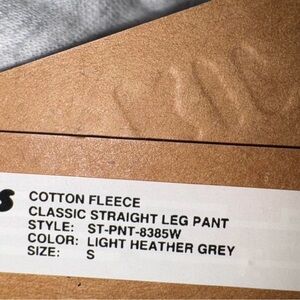 COTTON FLEECE
CLASSIC STRAIGHT LEG PANT
STYLE: ST-PNT-8385W
COLOR: LIGHT HEATHER GREY
SIZE: S